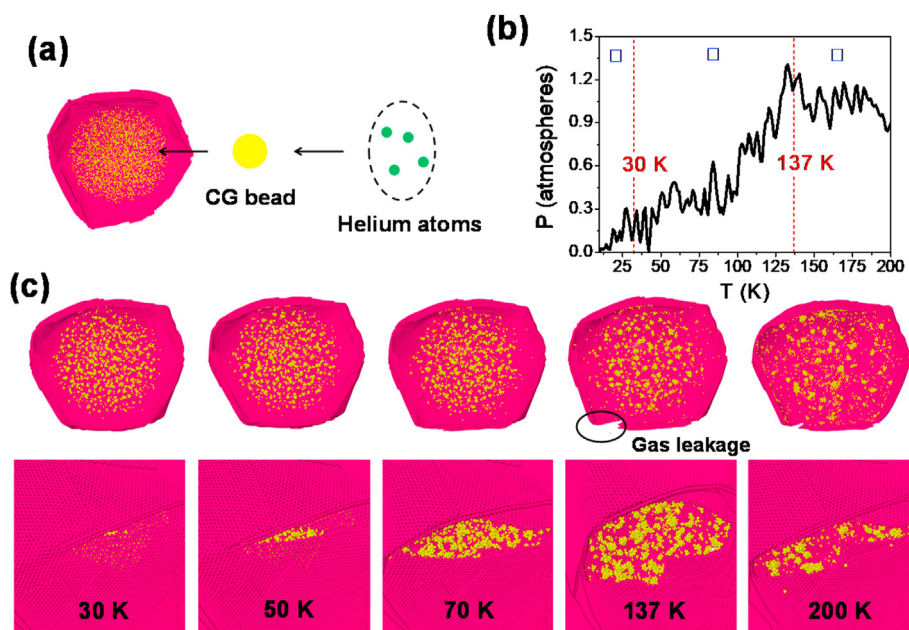 (a)
CG bead
Helium atoms
(b)
P (atmospheres)
1.5
1.2
0.9
0.6
0.3
0.0
30 K
137 K
25 50 75 100 125 150 175 200
T (K)
(c)
Gas leakage
30 K
50 K
70 K
137 K
200 K